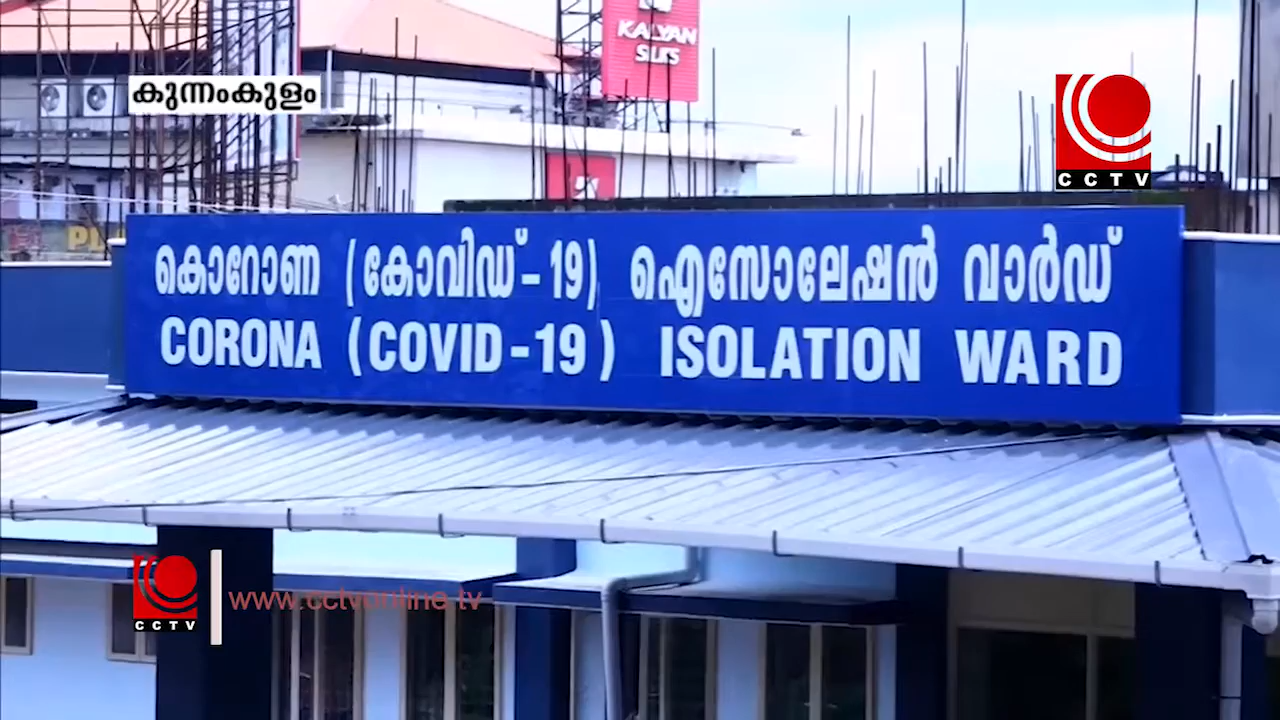 KALYAN
SILKS
കുന്നംകുളം
CCTV
കൊറോണ (കോവിഡ്-19) ഐസോലേഷൻ വാർഡ്
CORONA (COVID-19) ISOLATION WARD
www.cctvonline.tv
CCTV